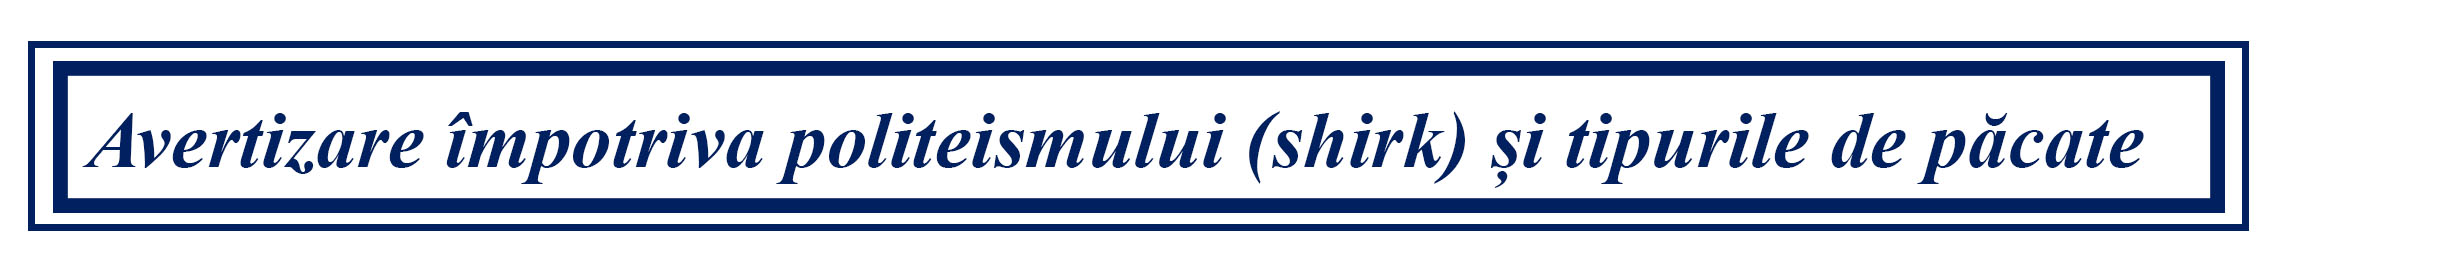 Avertizare împotriva politeismului (shirk) și tipurile de păcate